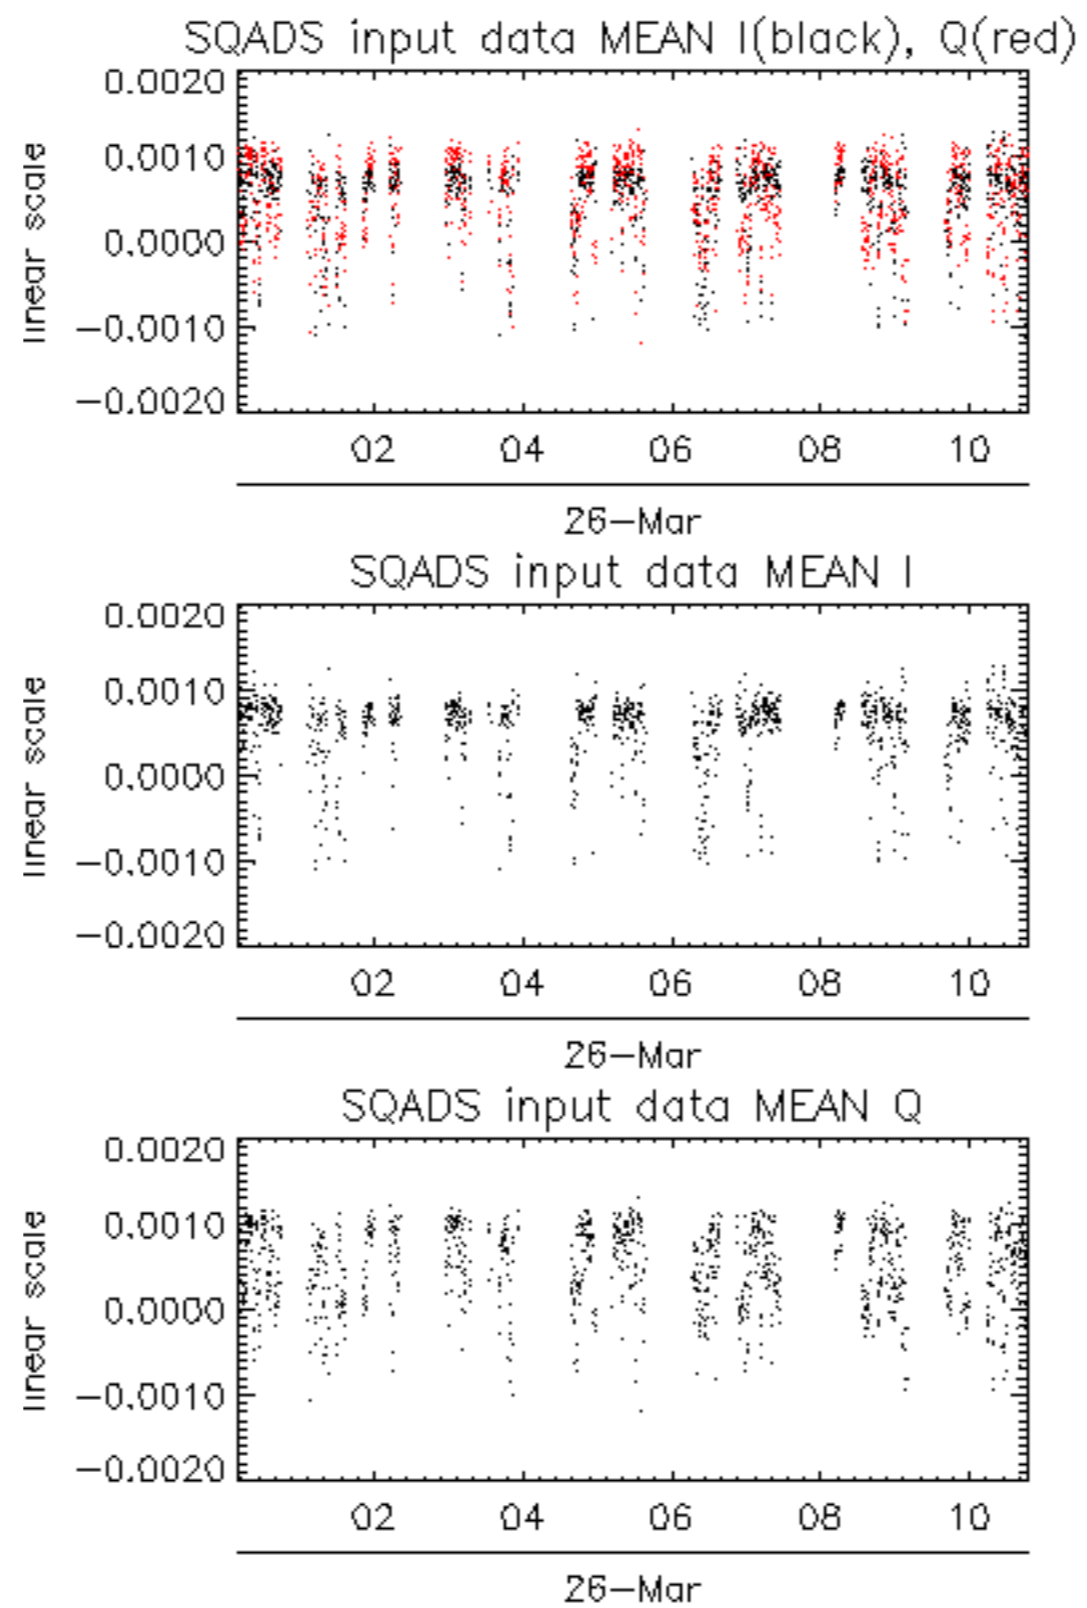 SQADS input data MEAN I(black), Q(red)
0.0020
0.0010
0.0000
−0.0010
−0.0020
linear scale
02 04 06 08 10
26−Mar
SQADS input data MEAN I
0.0020
0.0010
0.0000
−0.0010
−0.0020
linear scale
02 04 06 08 10
26−Mar
SQADS input data MEAN Q
0.0020
0.0010
0.0000
−0.0010
−0.0020
linear scale
02 04 06 08 10
26−Mar